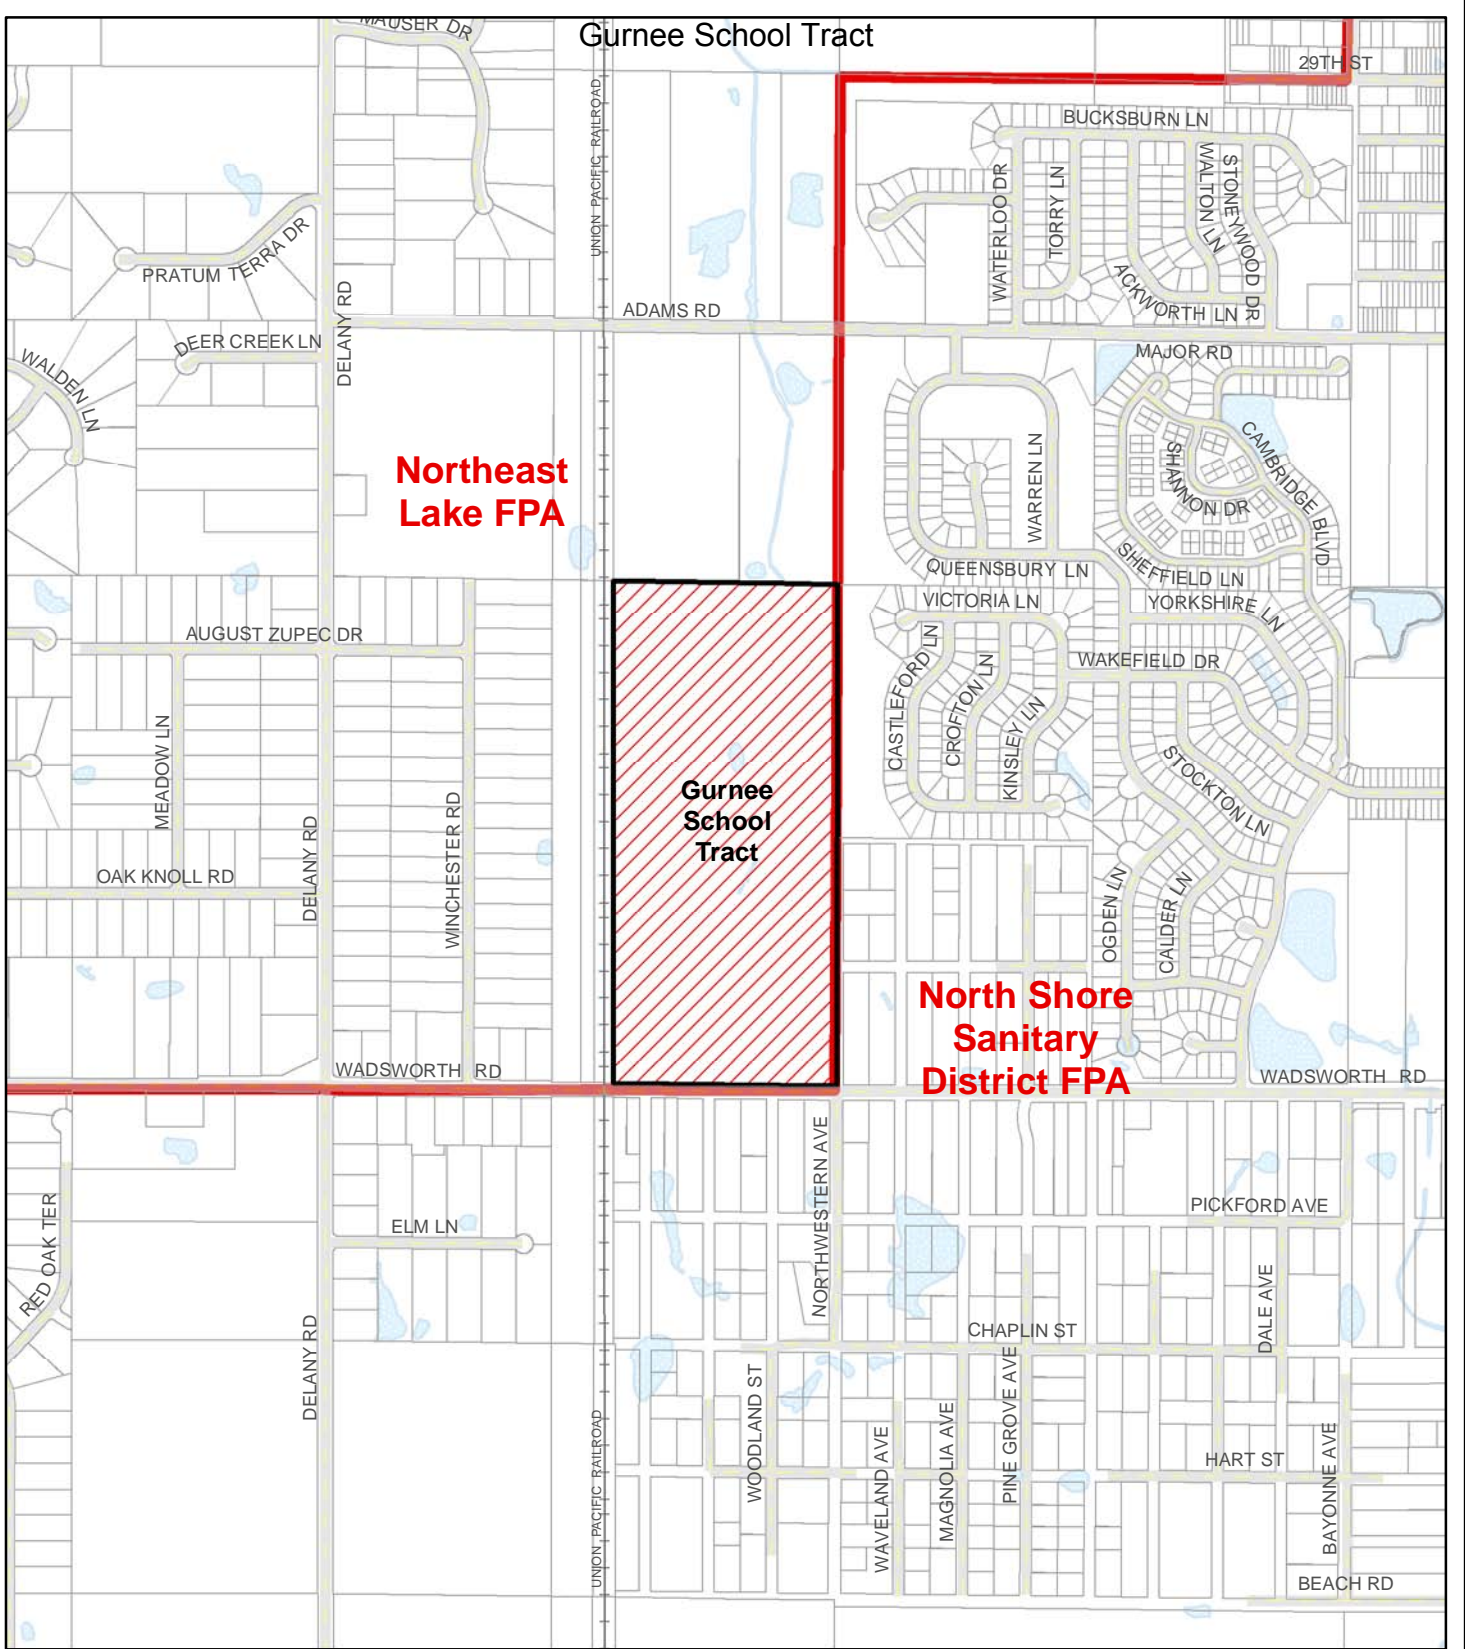 Gurnee School Tract
MAUSER DR
29TH ST
UNION PACIFIC RAILROAD
BUCKSBURN LN
WATERLOO DR
TORRY LN
WALTON LN
STONEYWOOD DR
ACKWORTH LN
PRATUM TERRA DR
DELANY RD
ADAMS RD
DEER CREEK LN
WALDEN LN
MAJOR RD
CAMBRIDGE BLVD
SHANNON DR
WARREN LN
Northeast
Lake FPA
SHEFFIELD LN
QUEENSBURY LN
VICTORIA LN
YORKSHIRE LN
AUGUST ZUPEC DR
WAKEFIELD DR
CASTLEFORD LN
CROFTON LN
KINSLEY LN
STOCKTON LN
MEADOW LN
WINCHESTER RD
DELANY RD
Gurnee
School
Tract
OAK KNOLL RD
OGDEN LN
CALDER LN
North Shore
Sanitary
District FPA
WADSWORTH RD
WADSWORTH RD
NORTHWESTERN AVE
RED OAK TER
ELM LN
PICKFORD AVE
DALE AVE
DELANY RD
CHAPLIN ST
WOODLAND ST
PINE GROVE AVE
MAGNOLIA AVE
WAVELAND AVE
HART ST
BAYONNE AVE
UNION PACIFIC RAILROAD
BEACH RD